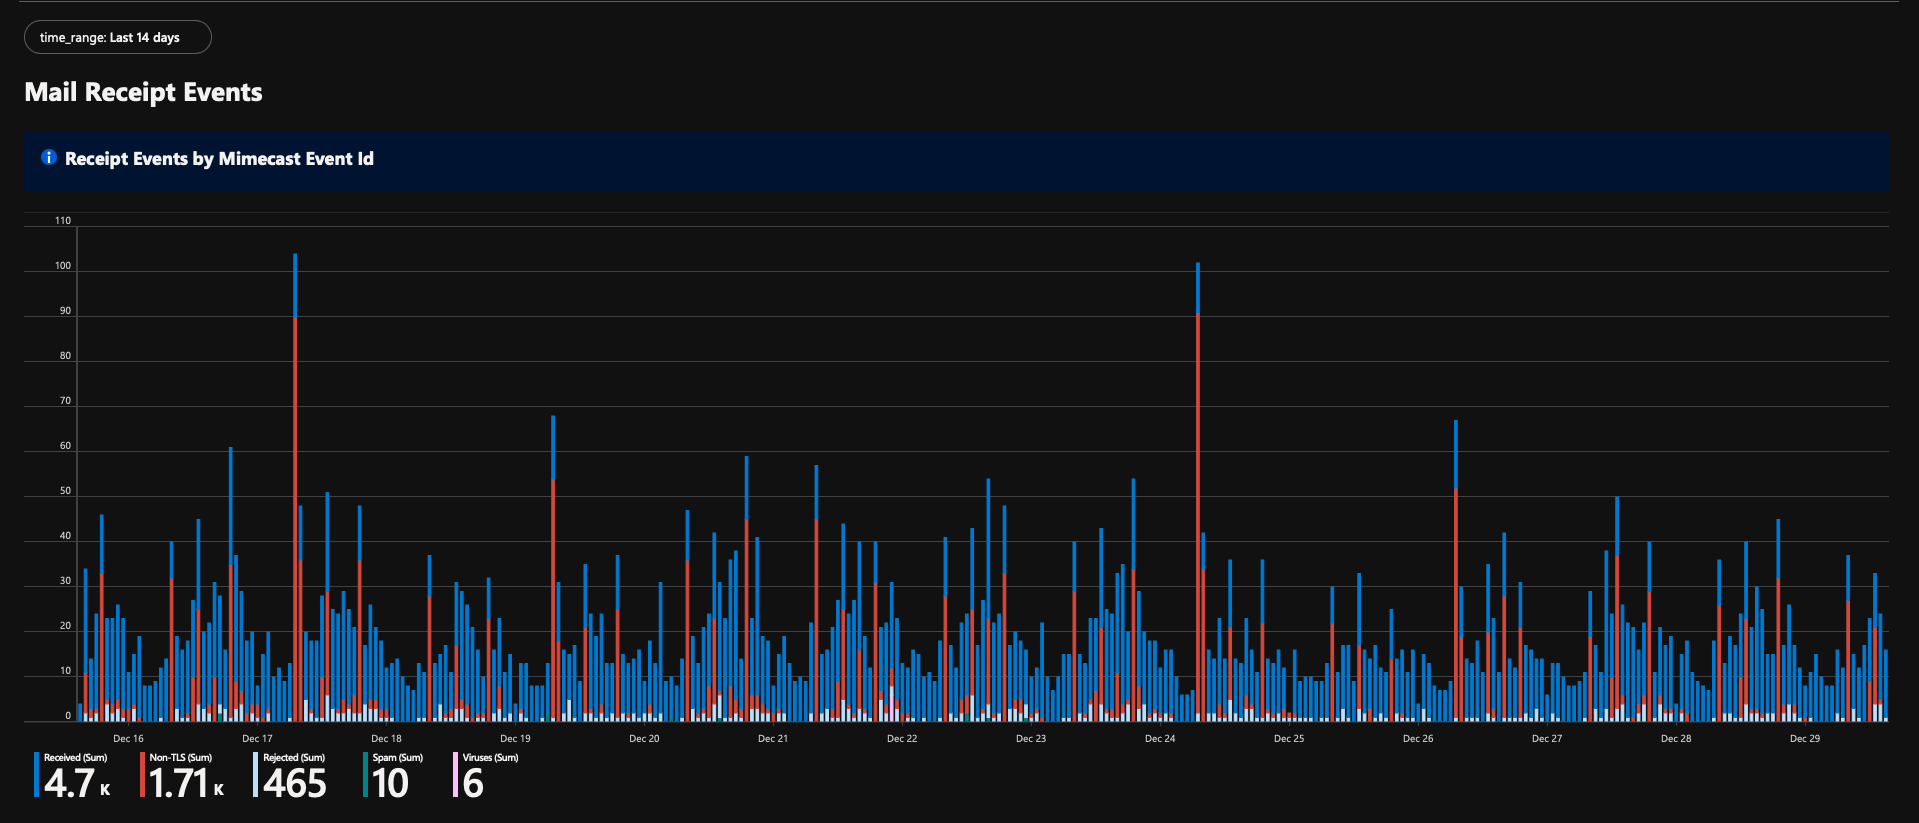 time_range: Last 14 days
Mail Receipt Events
Receipt Events by Mimecast Event Id
110
100
90
80
70
60
50
40
30
20
10
0
Dec 16 Dec 17 Dec 18 Dec 19 Dec 20 Dec 21 Dec 22 Dec 23 Dec 24 Dec 25 Dec 26 Dec 27 Dec 28 Dec 29
Received (Sum) Non-TLS (Sum) Rejected (Sum) Spam (Sum) Viruses (Sum)
4.7 K 1.71 K 465 10 6